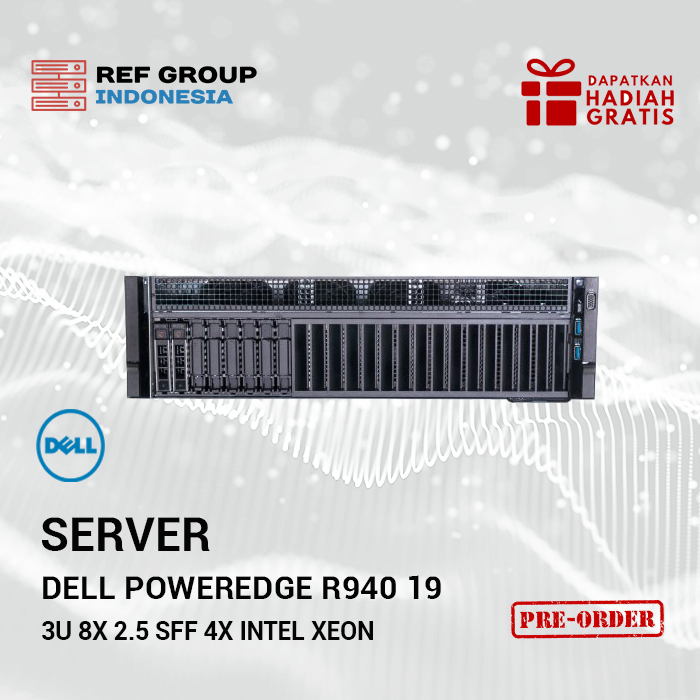 REF GROUP
INDONESIA
DAPATKAN
HADIAH
GRATIS
DELL
SERVER
DELL POWEREDGE R940 19
3U 8X 2.5 SFF 4X INTEL XEON
PRE-ORDER